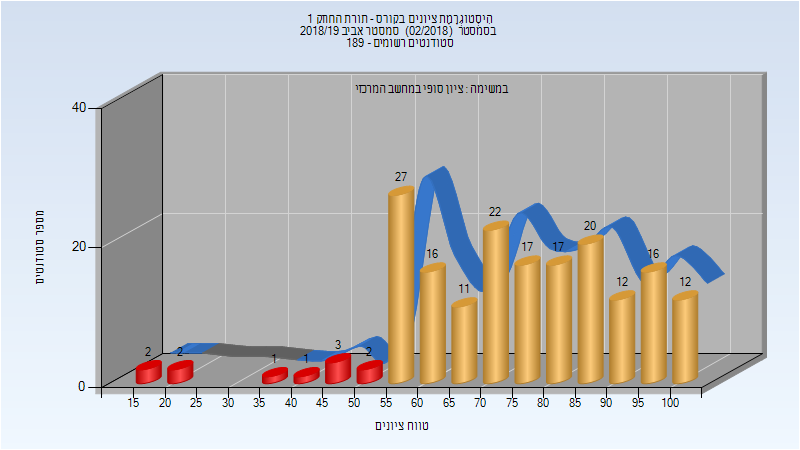 היסטוגרמת ציונים בקורס - תורת החוזק 1
בסמסטר (02/2018) סמסטר אביב 2018/19
סטודנטים רשומים - 189
במשימה : ציון סופי במחשב המרכזי
מספר סטודנטים
40
20
0
2 2 1 1 3 2 27 16 11 22 17 17 20 12 16 12
15 20 25 30 35 40 45 50 55 60 65 70 75 80 85 90 95 100
טווח ציונים